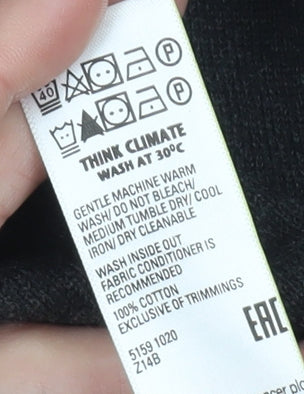 40
P
P
THINK CLIMATE
WASH AT 30°C
GENTLE MACHINE WARM
WASH/ DO NOT BLEACH/
MEDIUM TUMBLE DRY/ COOL
IRON/ DRY CLEANABLE
WASH INSIDE OUT
FABRIC CONDITIONER IS
RECOMMENDED
100% COTTON
EXCLUSIVE OF TRIMMINGS
EAC
5159 1020
Z14B